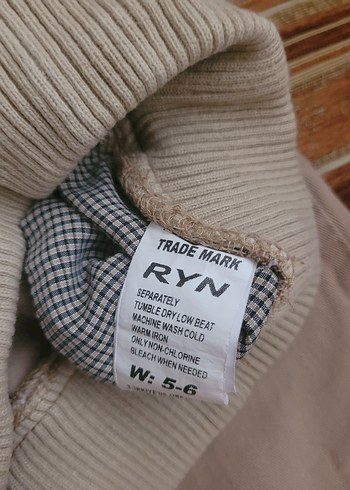 TRADE MARK
RYN
SEPARATELY
TUMBLE DRY LOW BEAT
MACHINE WASH COLD
WARM IRON
ONLY NON-CHLORINE
BLEACH WHEN NEEDED
W: 5-6